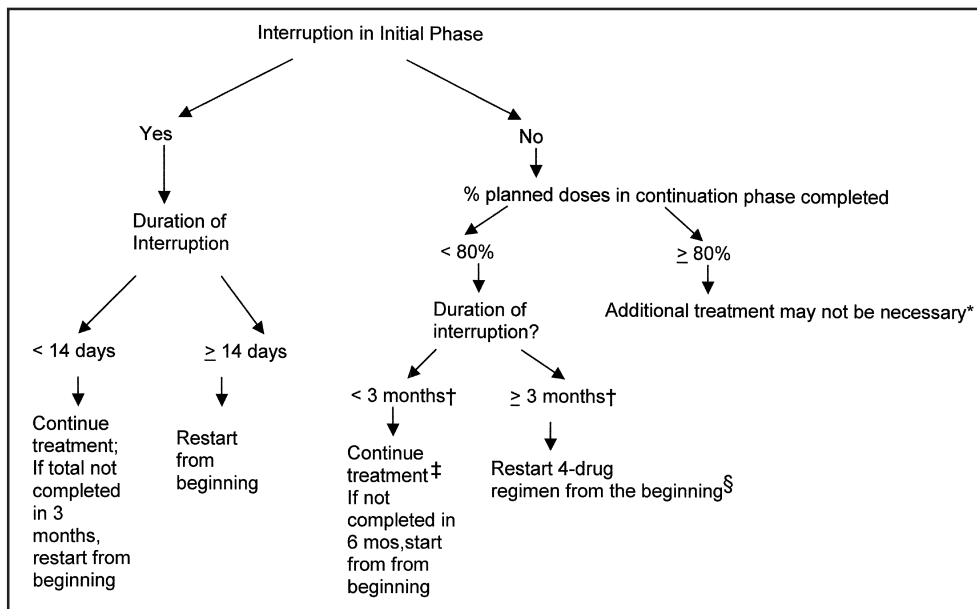 Interruption in Initial Phase
Yes
No
% planned doses in continuation phase completed
Duration of
Interruption
< 80%
≥ 80%
Duration of
interruption?
Additional treatment may not be necessary*
< 14 days
≥ 14 days
< 3 months†
≥ 3 months†
Continue
treatment;
If total not
completed
in 3
months,
restart from
beginning
Restart
from
beginning
Continue
treatment‡
If not
completed in
6 mos,start
from from
beginning
Restart 4-drug
regimen from the beginning§